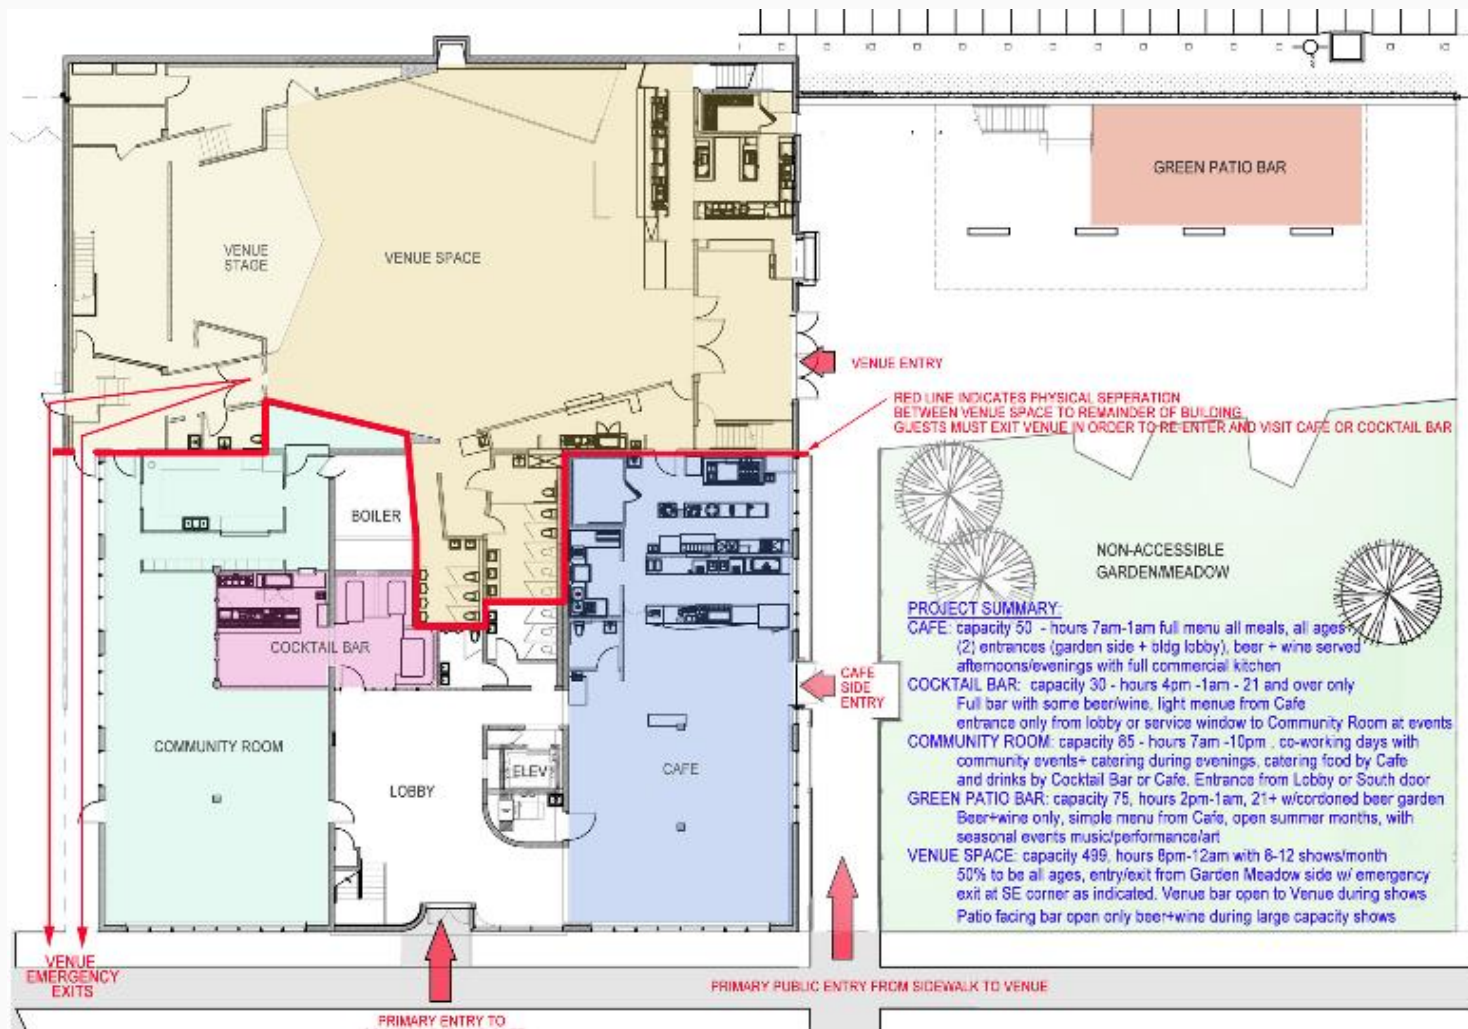 GREEN PATIO BAR
VENUE
STAGE
VENUE SPACE
VENUE ENTRY
RED LINE INDICATES PHYSICAL SEPERATION
BETWEEN VENUE SPACE TO REMAINDER OF BUILDING
GUESTS MUST EXIT VENUE IN ORDER TO RE-ENTER AND VISIT CAFE OR COCKTAIL BAR
BOILER
NON-ACCESSIBLE
GARDEN/MEADOW
COCKTAIL BAR
CAFE
SIDE
ENTRY
COMMUNITY ROOM
ELEV
LOBBY
CAFE
PROJECT SUMMARY:
CAFE: capacity 50 - hours 7am-1am full menu all meals, all ages
(2) entrances (garden side + bldg lobby), beer + wine served
afternoons/evenings with full commercial kitchen
COCKTAIL BAR: capacity 30 - hours 4pm -1am - 21 and over only
Full bar with some beer/wine, light menue from Cafe
entrance only from lobby or service window to Community Room at events
COMMUNITY ROOM: capacity 85 - hours 7am -10pm . co-working days with
community events+ catering during evenings, catering food by Cafe
and drinks by Cocktail Bar or Cafe. Entrance from Lobby or South door
GREEN PATIO BAR: capacity 75, hours 2pm-1am, 21+ w/cordoned beer garden
Beer+wine only, simple menu from Cafe, open summer months, with
seasonal events music/performance/art
VENUE SPACE: capacity 499, hours 8pm-12am with 6-12 shows/month
50% to be all ages, entry/exit from Garden Meadow side w/ emergency
exit at SE corner as indicated. Venue bar open to Venue during shows
Patio facing bar open only beer+wine during large capacity shows
VENUE
EMERGENCY
EXITS
PRIMARY PUBLIC ENTRY FROM SIDEWALK TO VENUE
PRIMARY ENTRY TO